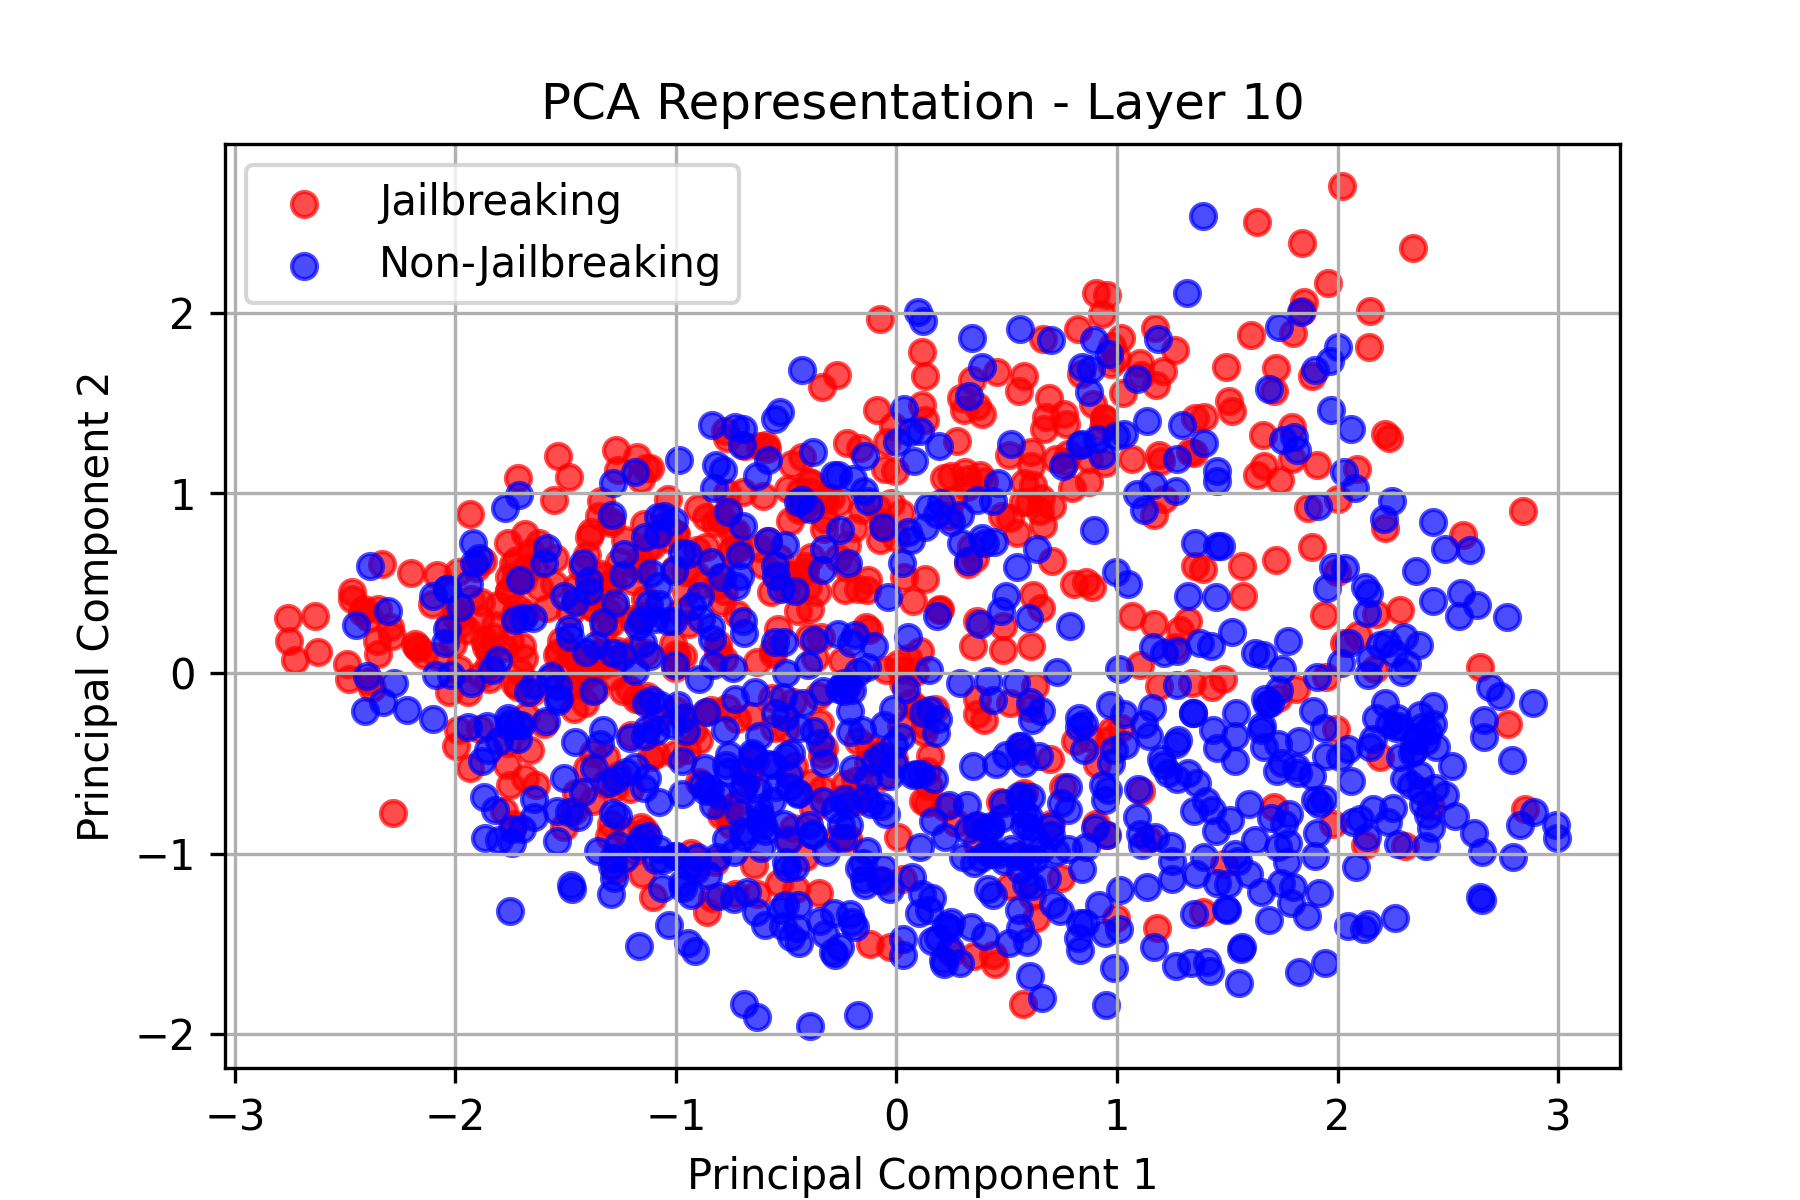 PCA Representation - Layer 10
Jailbreaking
Non-Jailbreaking
Principal Component 2
2
1
0
−1
−2
−3 −2 −1 0 1 2 3
Principal Component 1